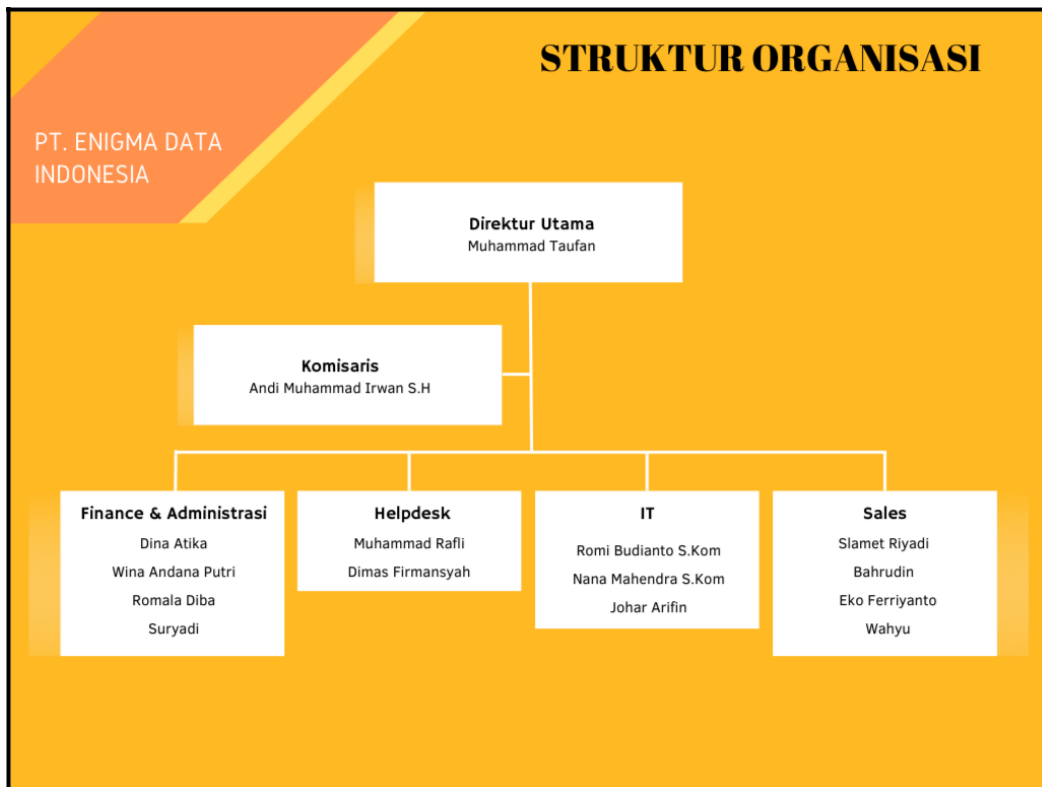 STRUKTUR ORGANISASI
PT. ENIGMA DATA
INDONESIA
Direktur Utama
Muhammad Taufan
Komisaris
Andi Muhammad Irwan S.H
Finance & Administrasi
Dina Atika
Wina Andana Putri
Romala Diba
Suryadi
Helpdesk
Muhammad Rafli
Dimas Firmansyah
IT
Romi Budianto S.Kom
Nana Mahendra S.Kom
Johar Arifin
Sales
Slamet Riyadi
Bahrudin
Eko Ferriyanto
Wahyu